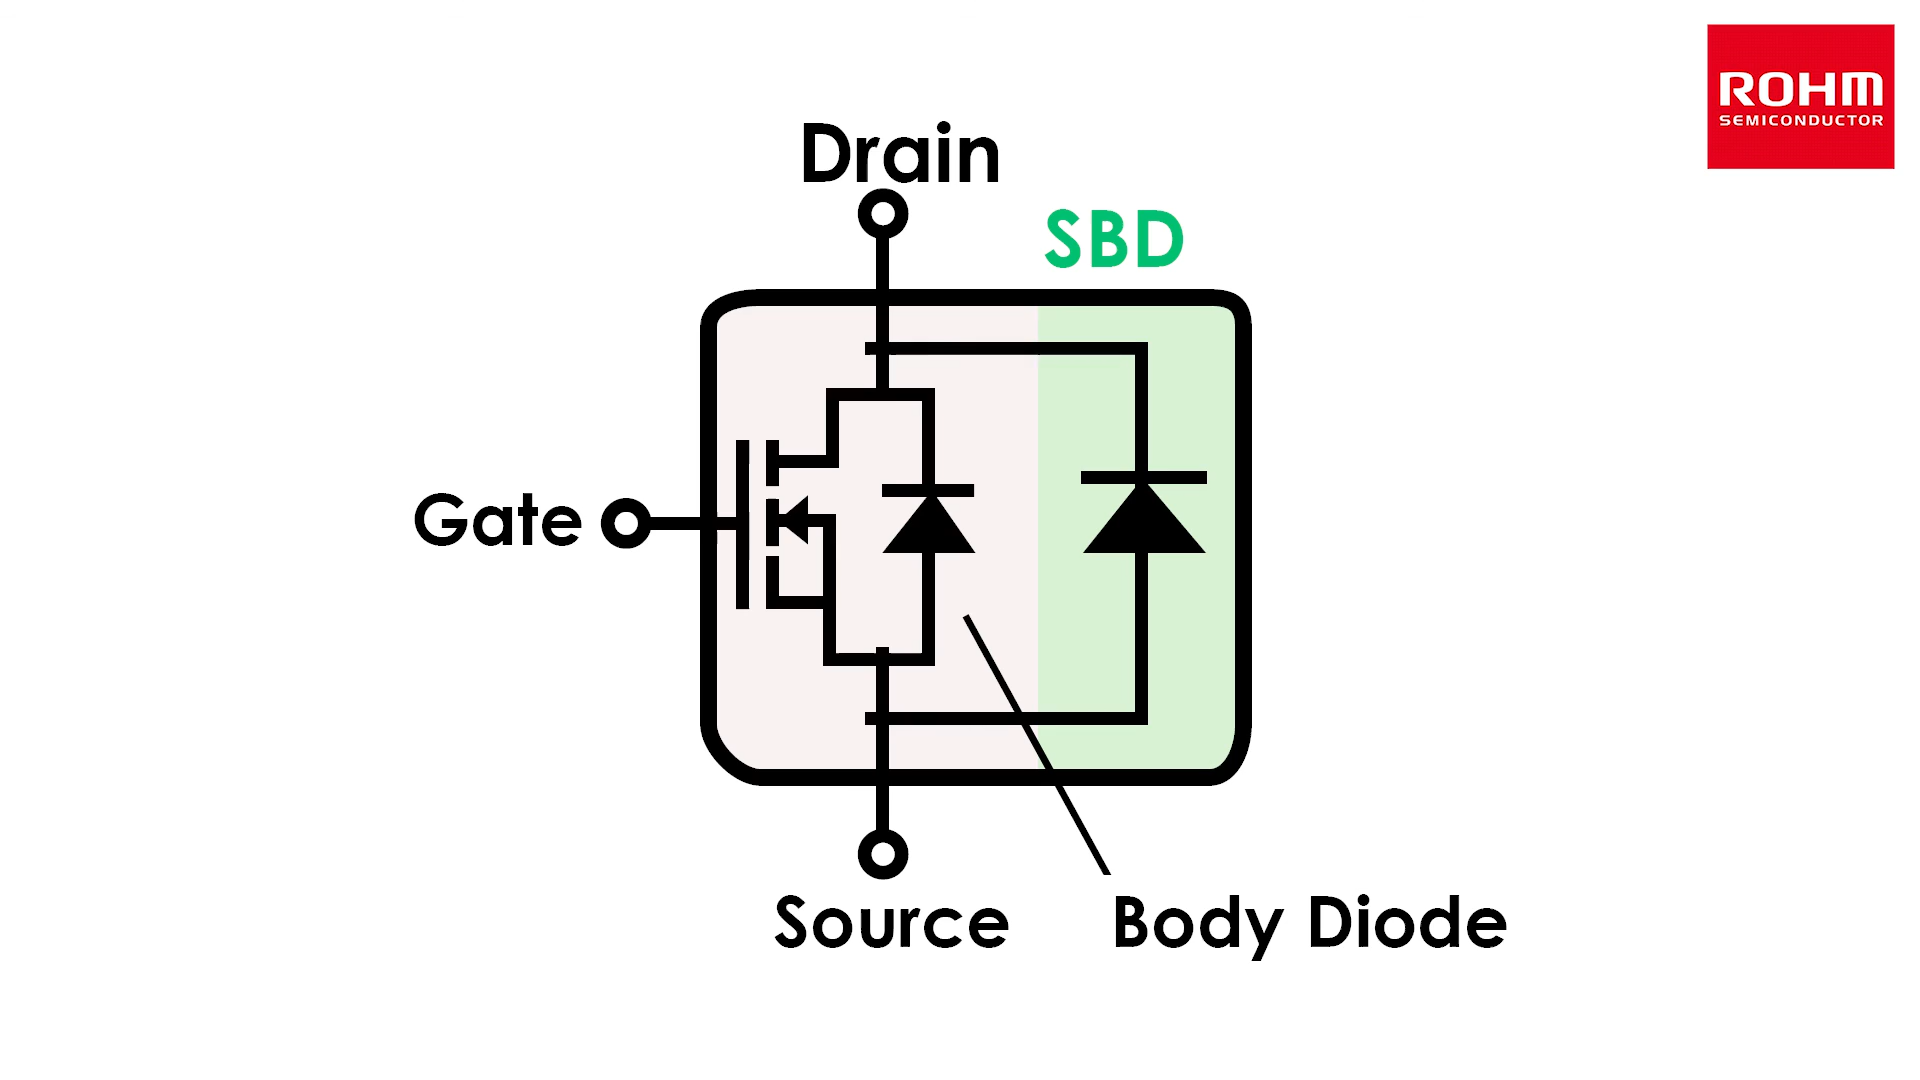 ROHM
SEMICONDUCTOR
Drain
SBD
Gate
Source
Body Diode